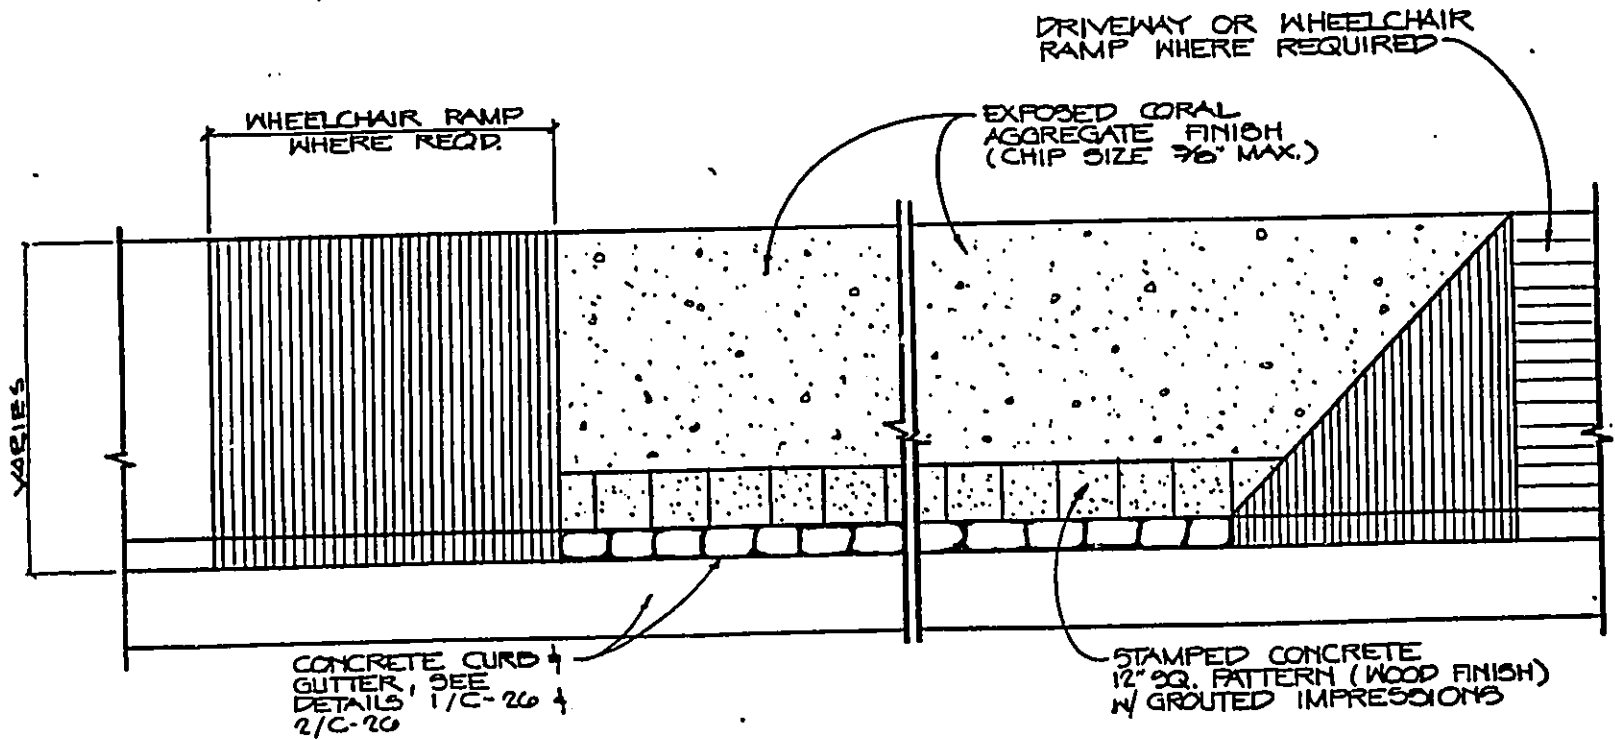 DRIVEWAY OR WHEELCHAIR
RAMP WHERE REQUIRED
WHEELCHAIR RAMP
WHERE REQD.
EXPOSED CORAL
AGGREGATE FINISH
(CHIP SIZE 3/8" MAX.)
VARIES
CONCRETE CURB &
GUTTER, SEE
DETAILS 1/C-26 &
2/C-26
STAMPED CONCRETE
12" SQ. PATTERN (WOOD FINISH)
W/ GROUTED IMPRESSIONS